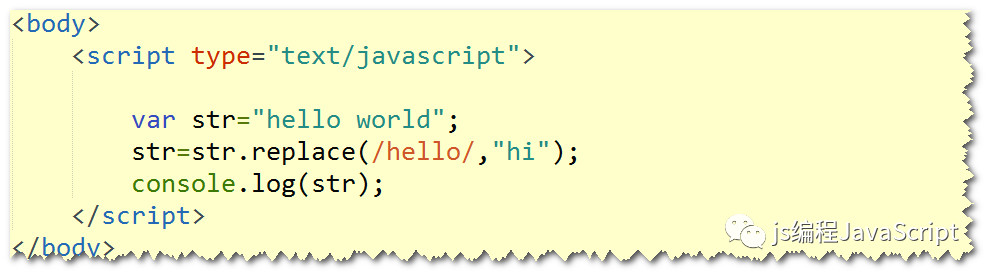 <body>
<script type="text/javascript">
var str="hello world";
str=str.replace(/hello/,"hi");
console.log(str);
</script>
</body>
js编程JavaScript